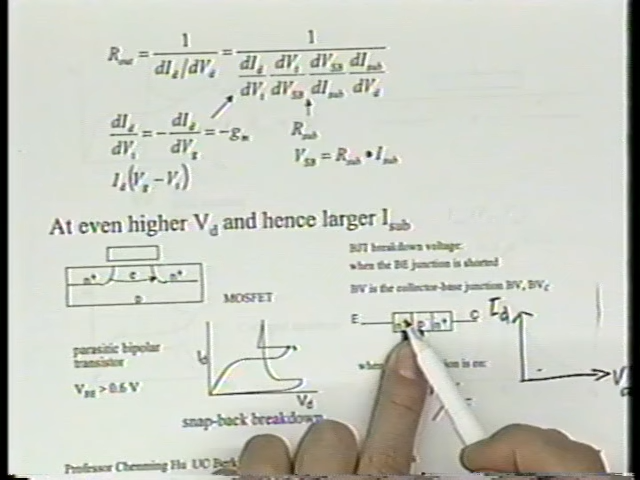 R_out = 1 / (dI_d/dV_d) = 1 / (dI_d/dV_t dV_t/dV_SB dV_SB/dI_sub dI_sub/dV_d)
dI_d/dV_t = -dI_d/dV_g = -g_m
R_sub
V_SB = R_sub • I_sub
I_d(V_g - V_t)
At even higher V_d and hence larger I_sub
n+ e n+
p
MOSFET
parasitic bipolar
transistor
V_BE > 0.6 V
I_d
V_d
snap-back breakdown
BJT breakdown voltage:
when the BE junction is shorted
BV is the collector-base junction BV, BV_c
E n+ p n+ C
I_d
V_d
is on:
Professor Chenming Hu UC Berk